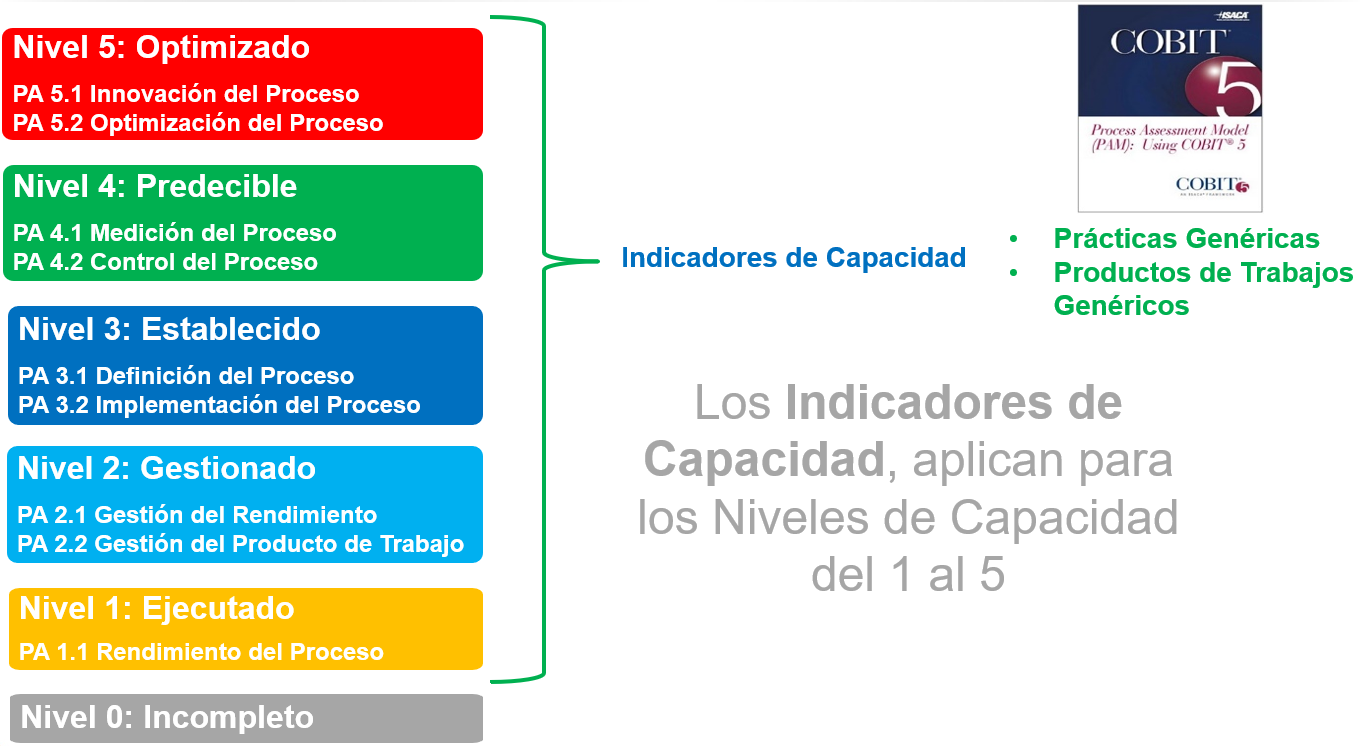 Nivel 5: Optimizado
PA 5.1 Innovación del Proceso
PA 5.2 Optimización del Proceso
Nivel 4: Predecible
PA 4.1 Medición del Proceso
PA 4.2 Control del Proceso
Nivel 3: Establecido
PA 3.1 Definición del Proceso
PA 3.2 Implementación del Proceso
Nivel 2: Gestionado
PA 2.1 Gestión del Rendimiento
PA 2.2 Gestión del Producto de Trabajo
Nivel 1: Ejecutado
PA 1.1 Rendimiento del Proceso
Nivel 0: Incompleto
Indicadores de Capacidad
ISACA
COBIT
5
Process Assessment Model
(PAM): Using COBIT® 5
COBIT 5
AN ISACA FRAMEWORK
• Prácticas Genéricas
• Productos de Trabajos
Genéricos
Los Indicadores de
Capacidad, aplican para
los Niveles de Capacidad
del 1 al 5